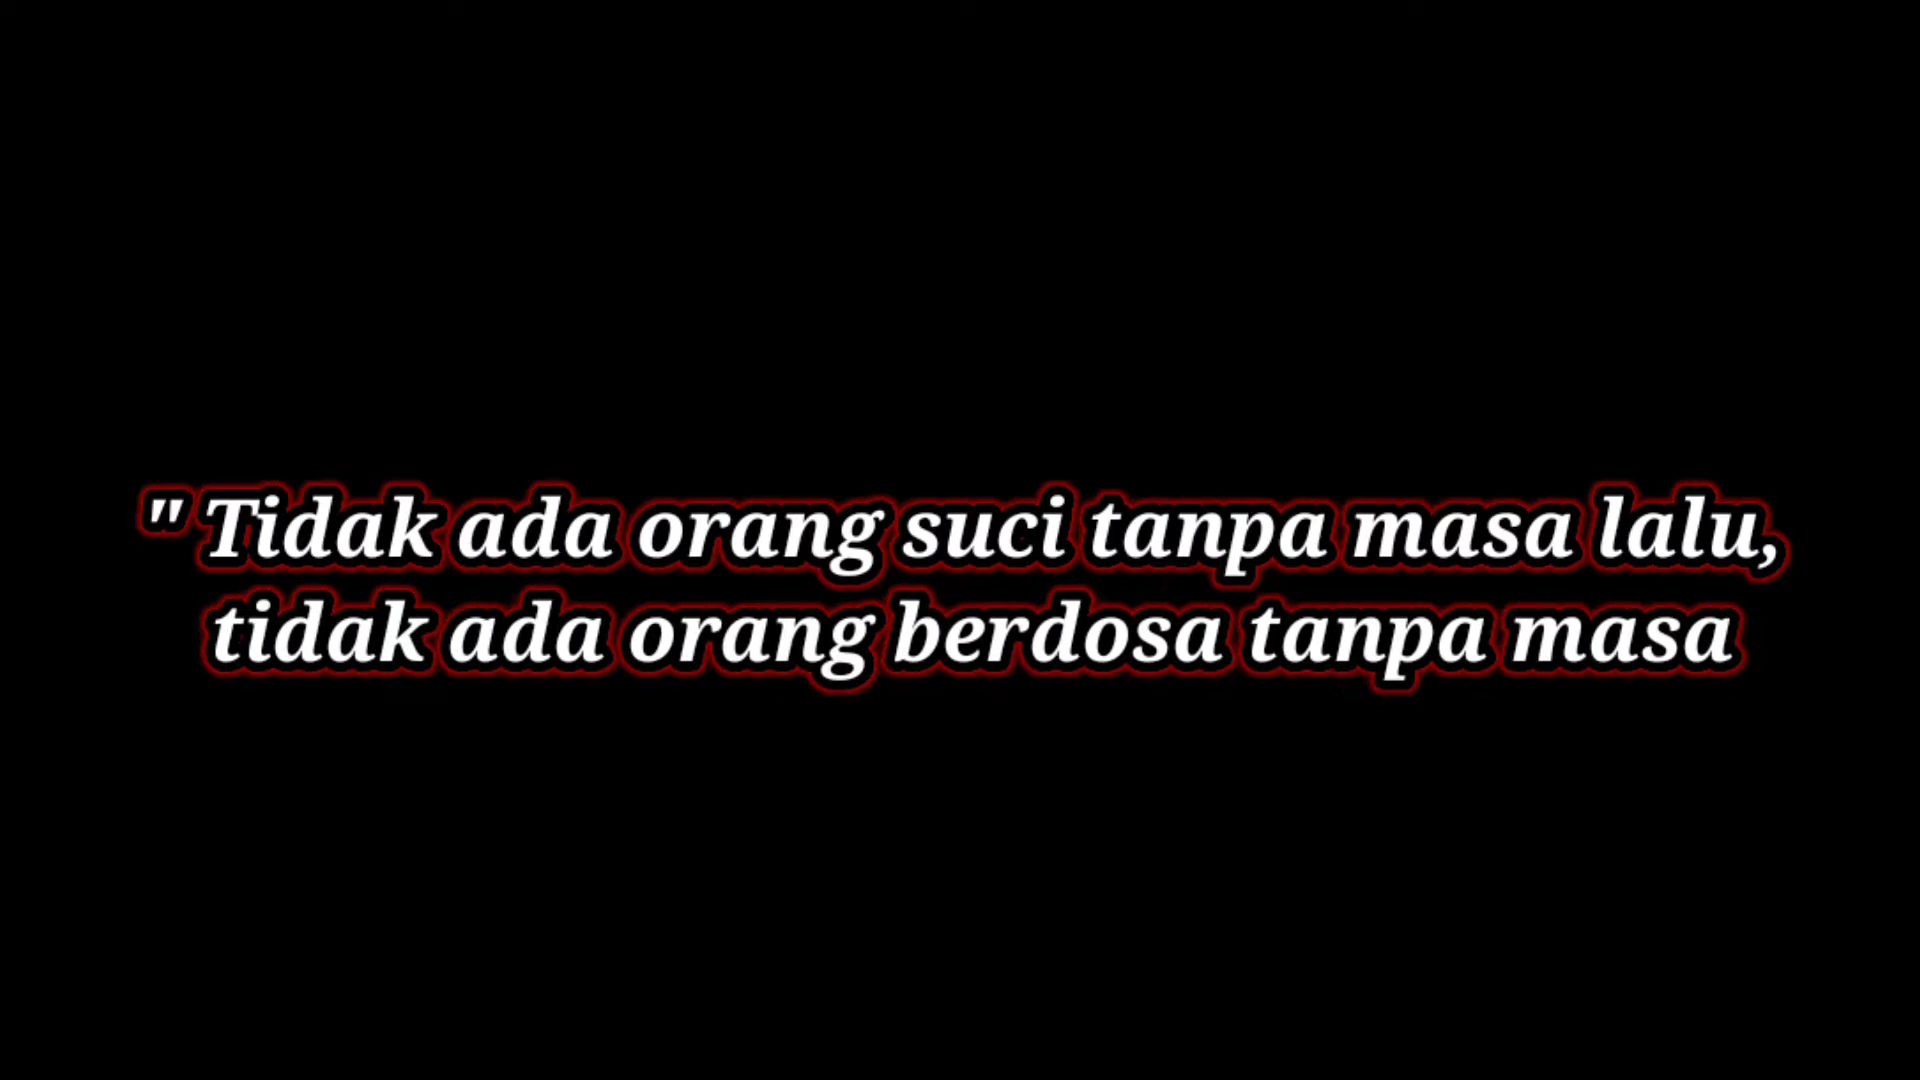 " Tidak ada orang suci tanpa masa lalu,
tidak ada orang berdosa tanpa masa